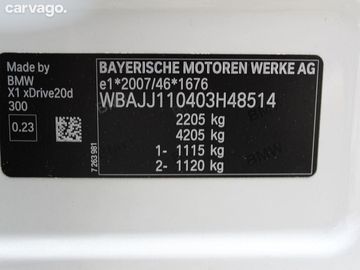 carvago.
Made by
BMW
X1 xDrive20d
300
0.23
7 263 981
BAYERISCHE MOTOREN WERKE AG
e1*2007/46*1676
WBAJJ110403H48514
2205 kg
4205 kg
1- 1115 kg
2- 1120 kg